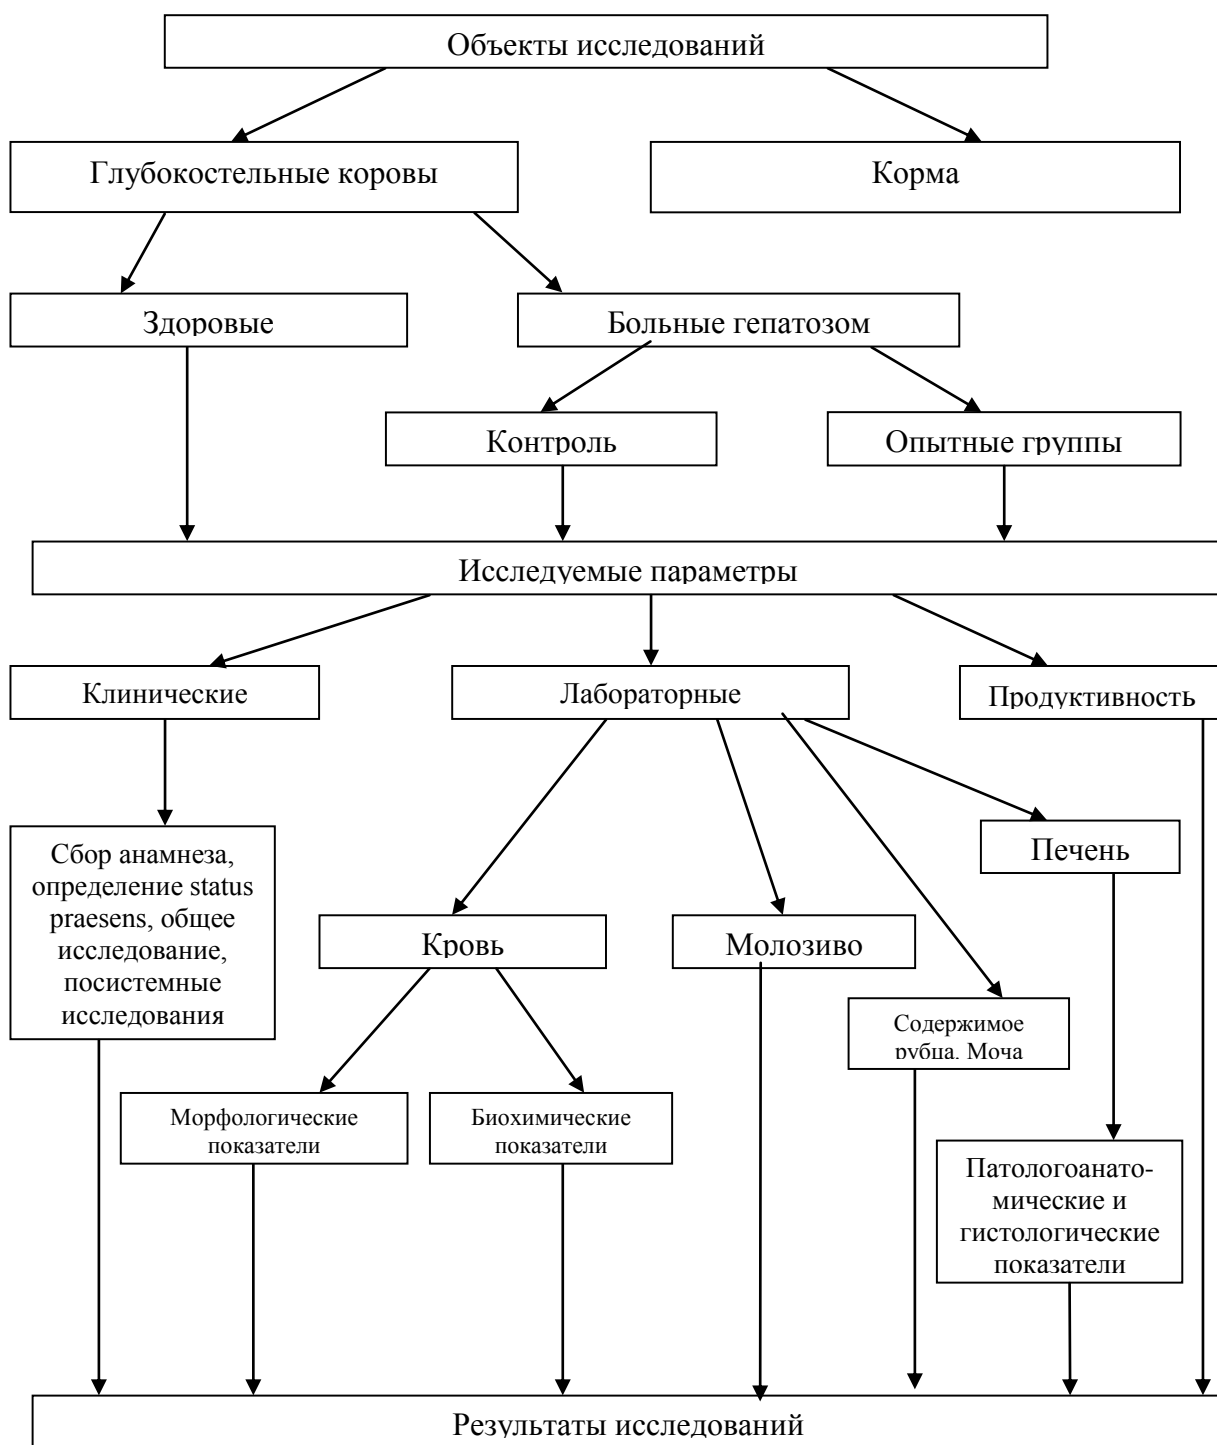 Объекты исследований
Глубокостельные коровы
Корма
Здоровые
Больные гепатозом
Контроль
Опытные группы
Исследуемые параметры
Клинические
Лабораторные
Продуктивность
Сбор анамнеза,
определение status
praesens, общее
исследование,
посистемные
исследования
Печень
Кровь
Молозиво
Содержимое
рубца. Моча
Морфологические
показатели
Биохимические
показатели
Патологоанато-
мические и
гистологические
показатели
Результаты исследований